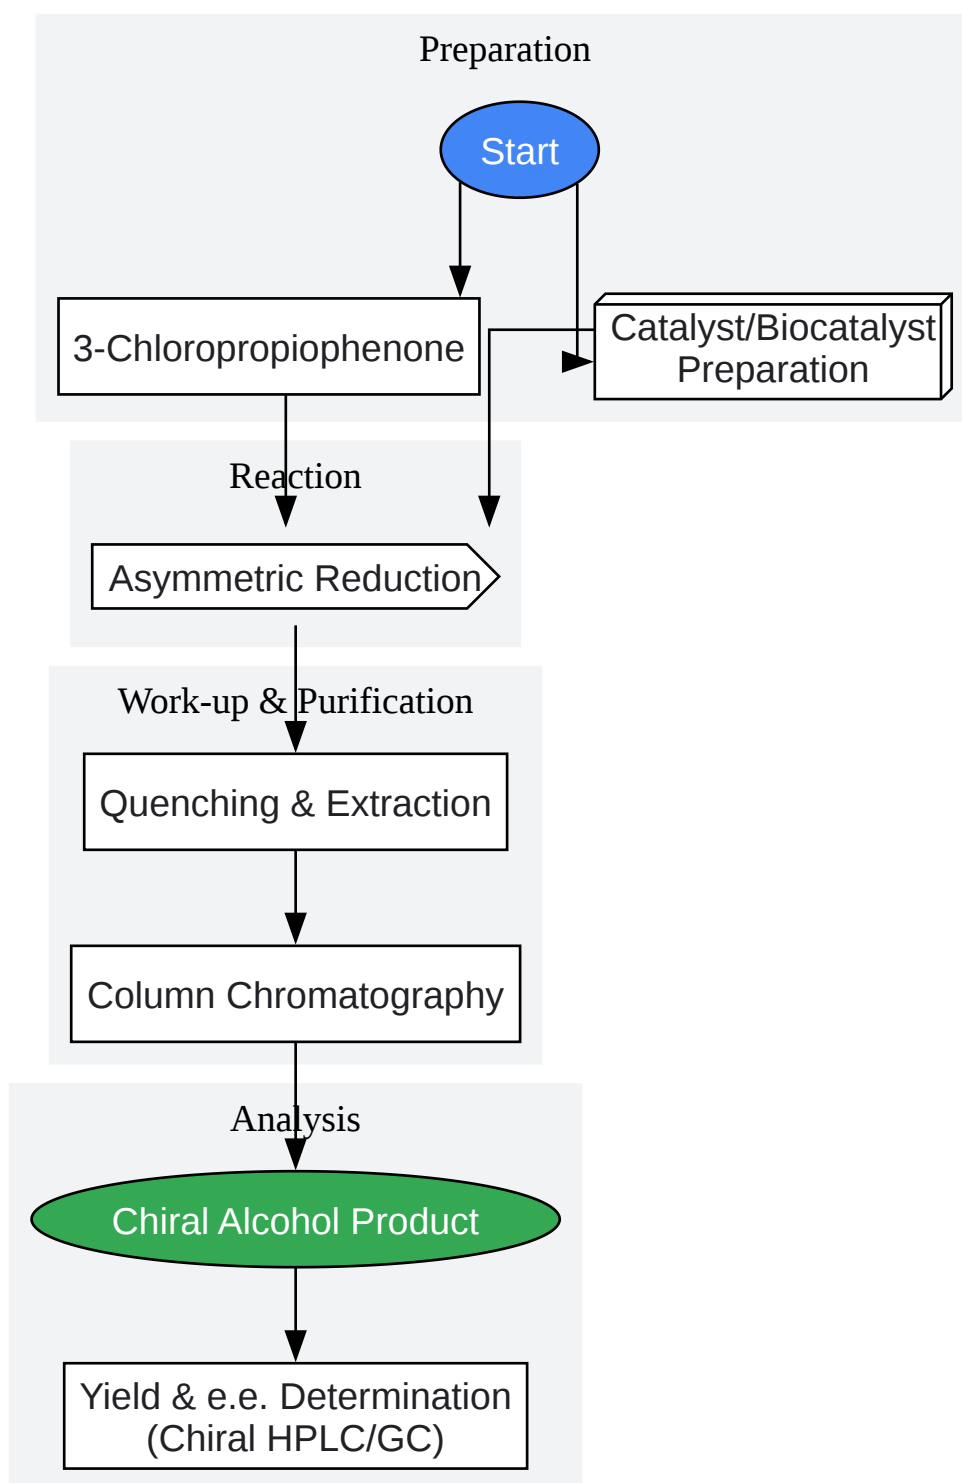 Preparation
Start
3-Chloropropiophenone
Catalyst/Biocatalyst
Preparation
Reaction
Asymmetric Reduction
Work-up & Purification
Quenching & Extraction
Column Chromatography
Analysis
Chiral Alcohol Product
Yield & e.e. Determination
(Chiral HPLC/GC)